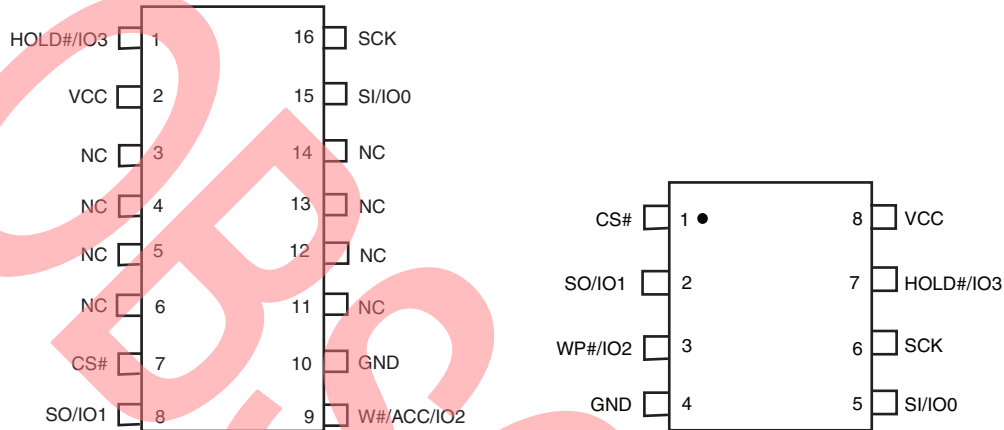 HOLD#/IO3 1 16 SCK
VCC 2 15 SI/IO0
NC 3 14 NC
NC 4 13 NC
NC 5 12 NC
NC 6 11 NC
CS# 7 10 GND
SO/IO1 8 9 W#/ACC/IO2
CS# 1 8 VCC
SO/IO1 2 7 HOLD#/IO3
WP#/IO2 3 6 SCK
GND 4 5 SI/IO0